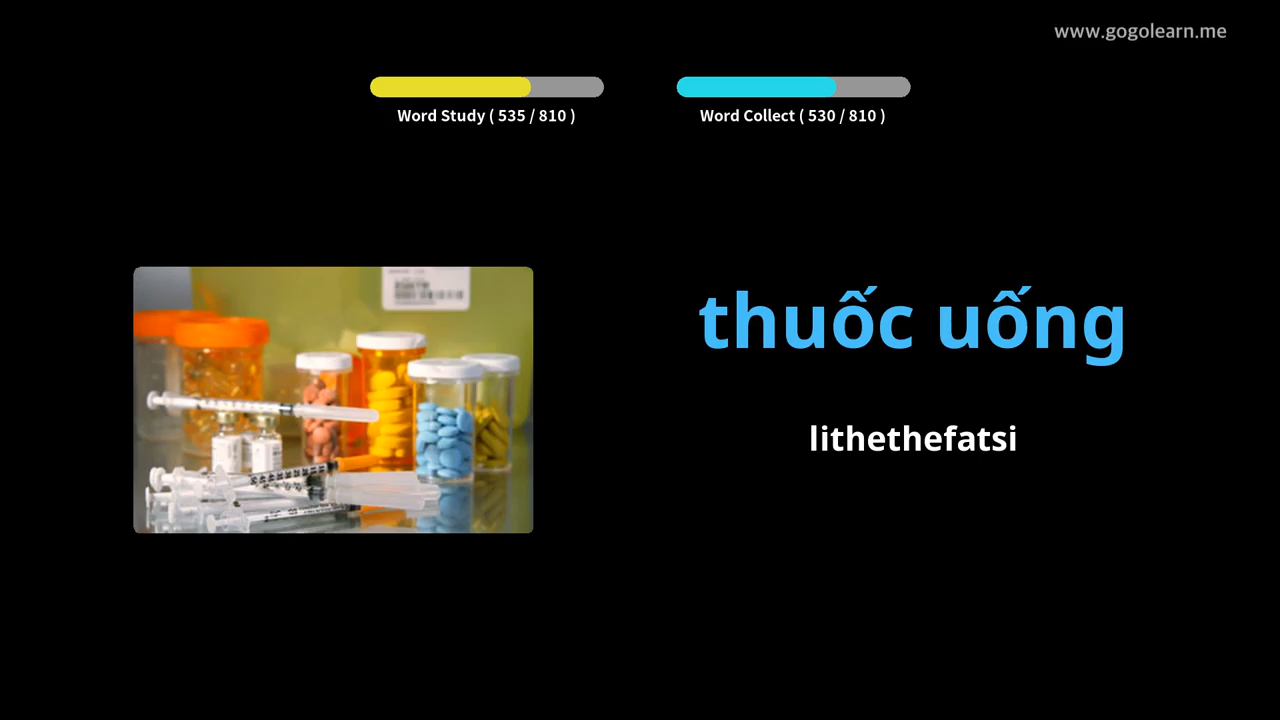 www.gogolearn.me
Word Study ( 535 / 810 )
Word Collect ( 530 / 810 )
thuốc uống
lithethefatsi